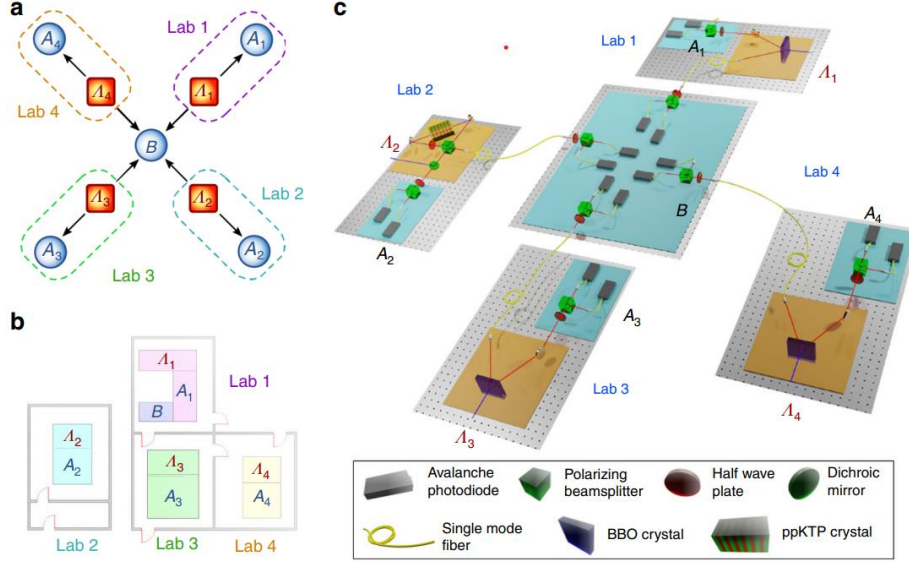 a
A4
Lab 1
A1
Λ4
Λ1
Lab 4
B
Λ3
Λ2
Lab 2
A3
Lab 3
A2
b
Λ1
A1
B
Lab 1
Λ2
A2
Λ3
A3
Λ4
A4
Lab 2
Lab 3
Lab 4
c
Lab 1
A1
Λ1
Lab 2
Λ2
A2
B
Lab 4
A4
A3
Lab 3
Λ3
Λ4
Avalanche
photodiode
Polarizing
beamsplitter
Half wave
plate
Dichroic
mirror
Single mode
fiber
BBO crystal
ppKTP crystal